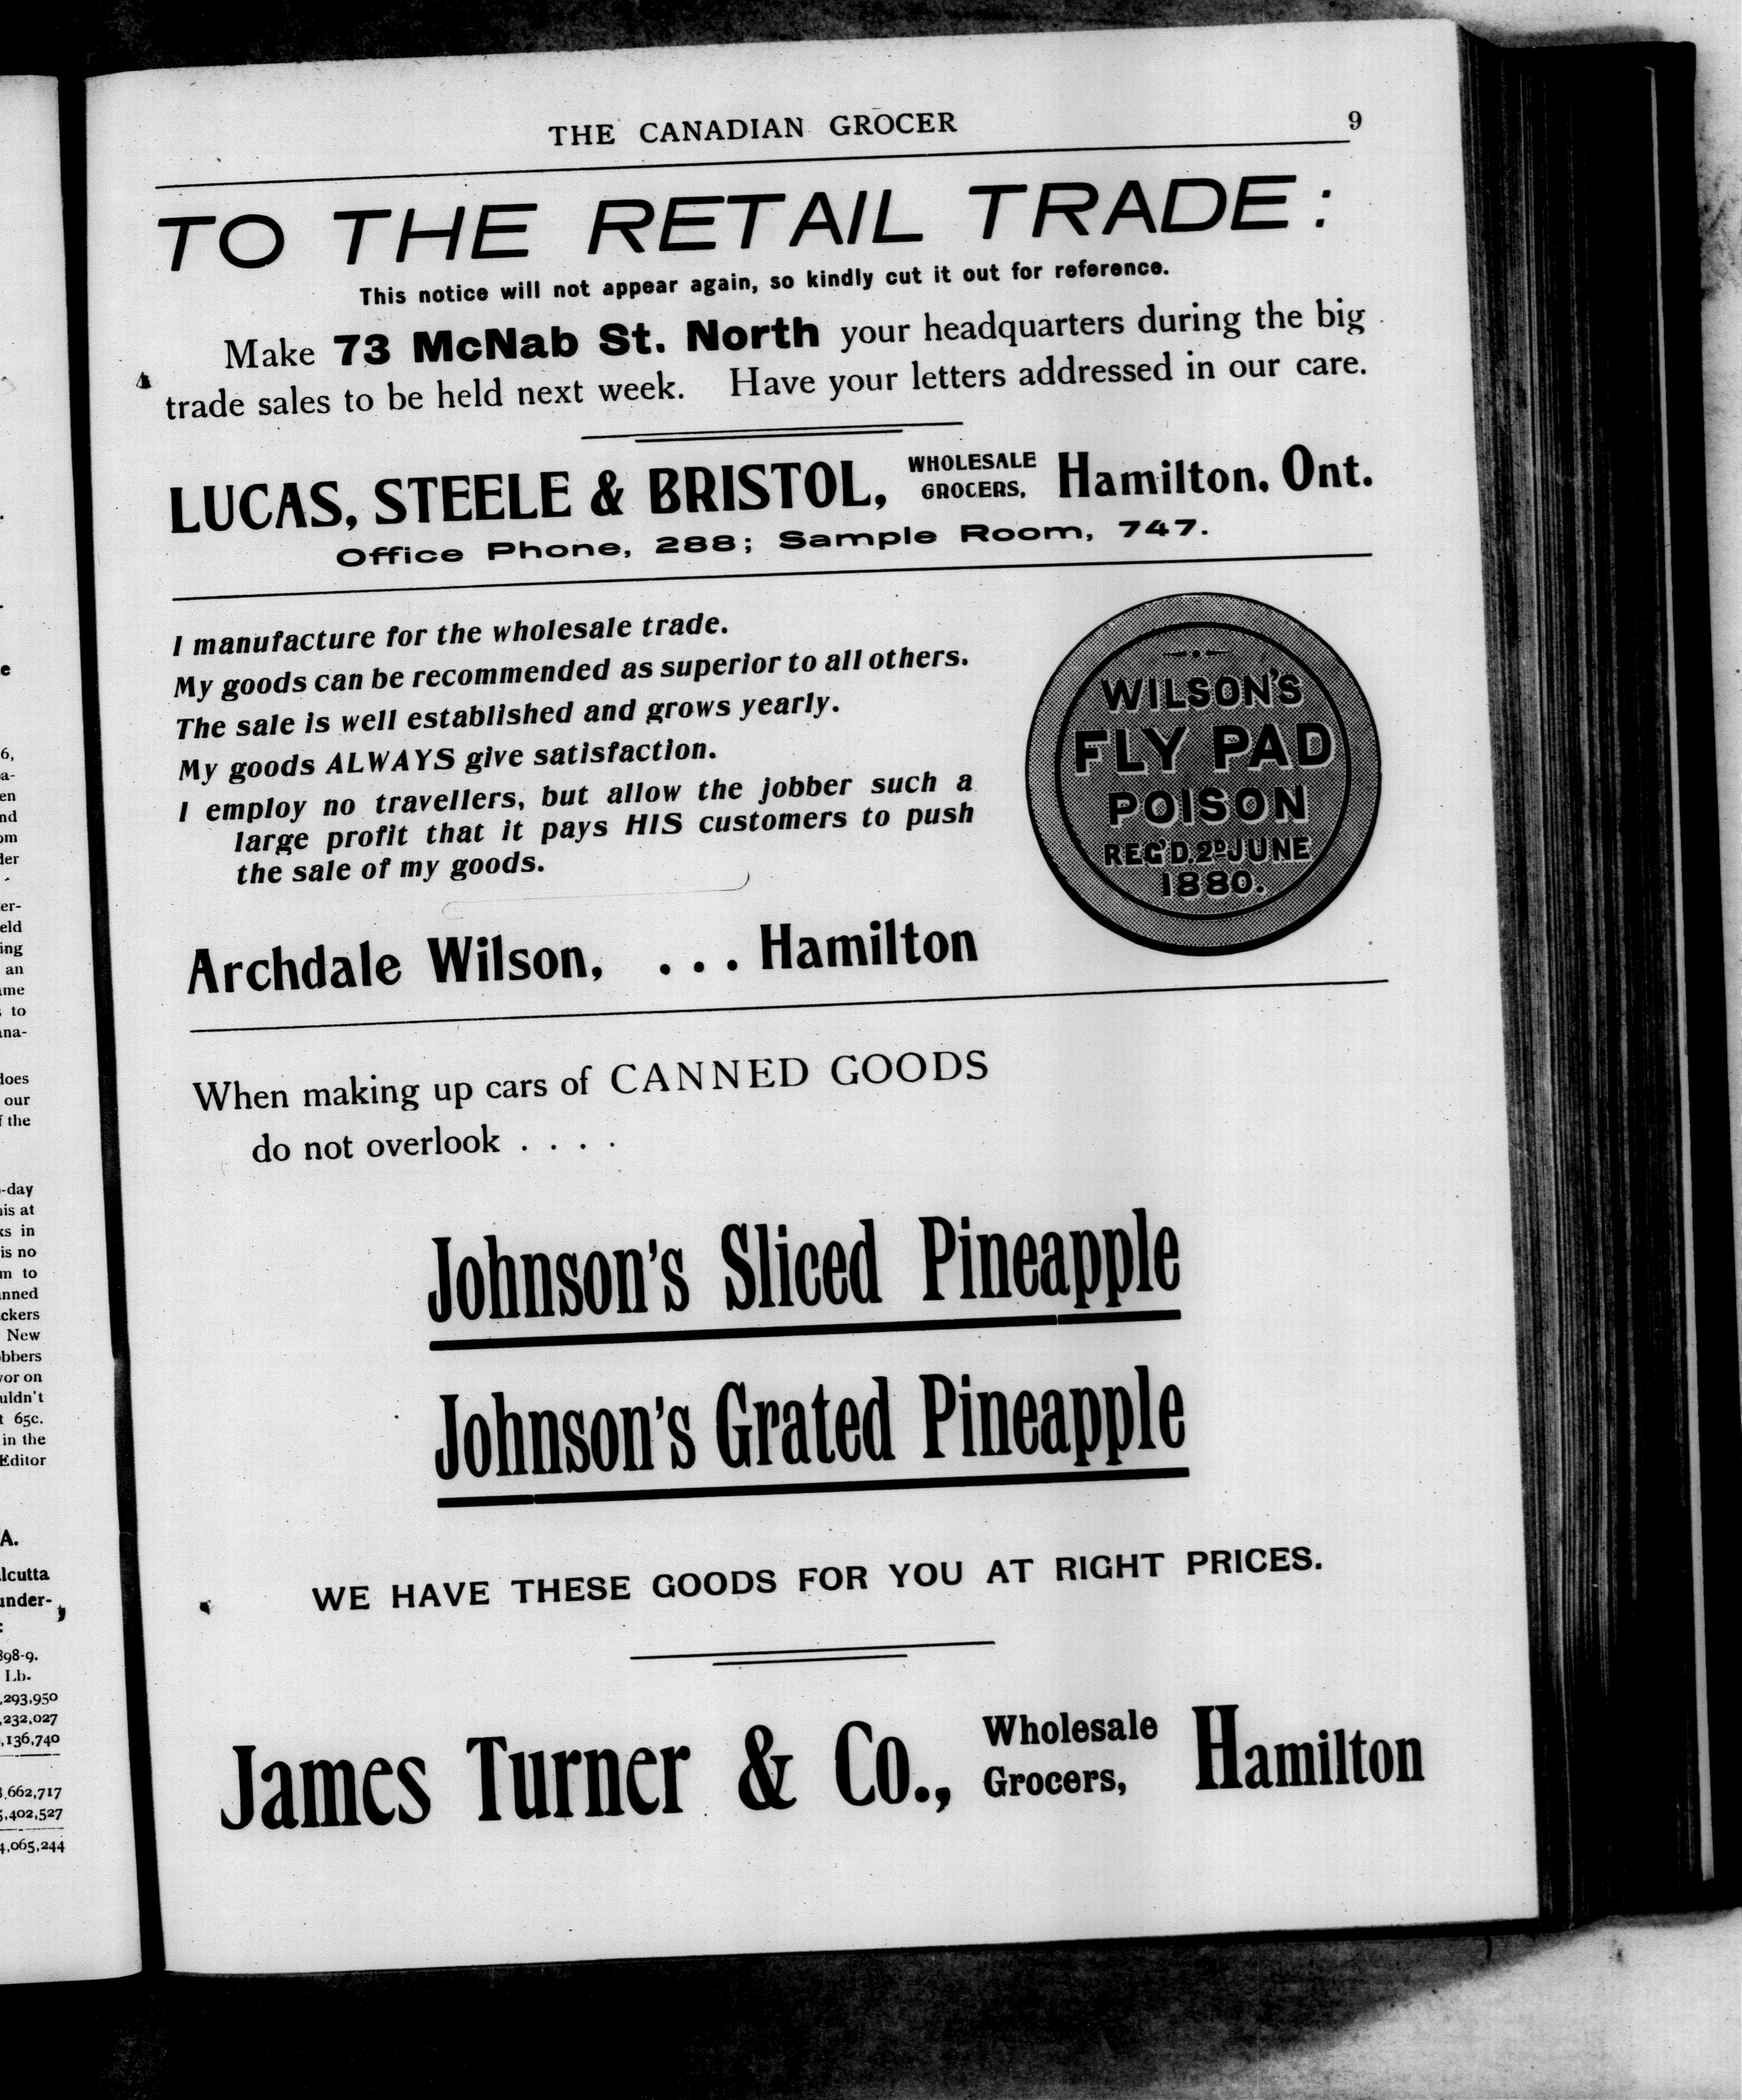 THE CANADIAN GROCER 9
TO THE RETAIL TRADE:
This notice will not appear again, so kindly cut it out for reference.
Make 73 McNab St. North your headquarters during the big
trade sales to be held next week. Have your letters addressed in our care.
LUCAS, STEELE & BRISTOL, WHOLESALE GROCERS, Hamilton, Ont.
Office Phone, 288; Sample Room, 747.
I manufacture for the wholesale trade.
My goods can be recommended as superior to all others.
The sale is well established and grows yearly.
My goods ALWAYS give satisfaction.
I employ no travellers, but allow the jobber such a
large profit that it pays HIS customers to push
the sale of my goods.
Archdale Wilson, ... Hamilton
WILSON'S
FLY PAD
POISON
REG'D. 2D JUNE
1880.
When making up cars of CANNED GOODS
do not overlook . . . .
Johnson's Sliced Pineapple
Johnson's Grated Pineapple
WE HAVE THESE GOODS FOR YOU AT RIGHT PRICES.
James Turner & Co., Wholesale Grocers, Hamilton